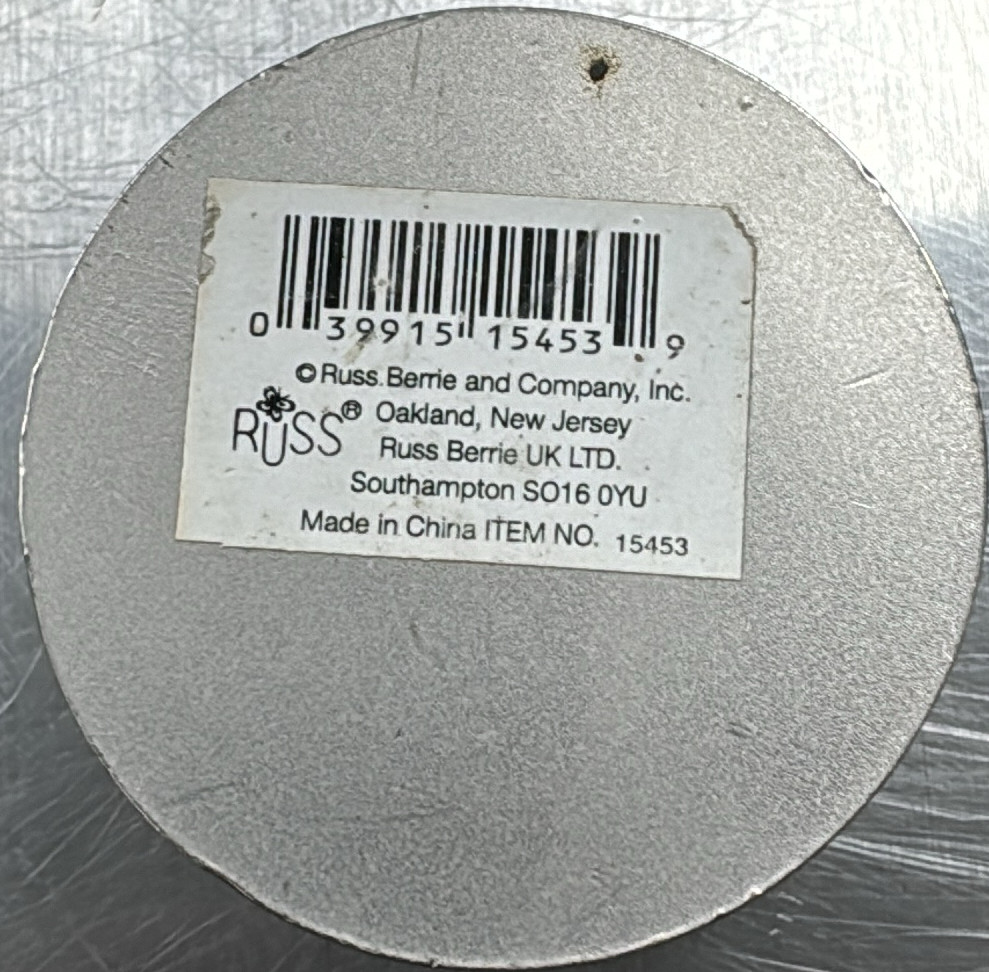 0 39915 15453 9
© Russ Berrie and Company, Inc.
RUSS® Oakland, New Jersey
Russ Berrie UK LTD.
Southampton SO16 0YU
Made in China ITEM NO. 15453